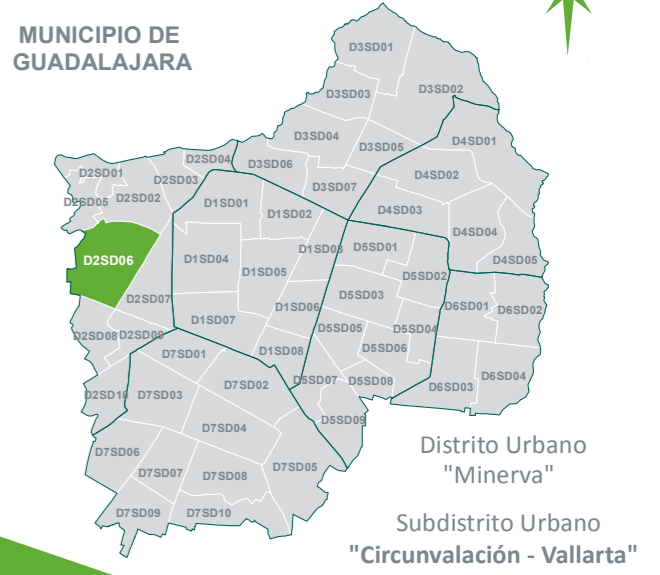 MUNICIPIO DE
GUADALAJARA
D3SD01
D3SD02
D3SD03
D3SD04
D3SD05
D3SD06
D3SD07
D4SD01
D4SD02
D4SD03
D4SD04
D4SD05
D2SD01
D2SD02
D2SD03
D2SD04
D2SD05
D2SD06
D2SD07
D2SD08
D2SD09
D2SD10
D1SD01
D1SD02
D1SD03
D1SD04
D1SD05
D1SD06
D1SD07
D1SD08
D5SD01
D5SD02
D5SD03
D5SD04
D5SD05
D5SD06
D5SD07
D5SD08
D5SD09
D6SD01
D6SD02
D6SD03
D6SD04
D7SD01
D7SD02
D7SD03
D7SD04
D7SD05
D7SD06
D7SD07
D7SD08
D7SD09
D7SD10
Distrito Urbano
"Minerva"
Subdistrito Urbano
"Circunvalación - Vallarta"